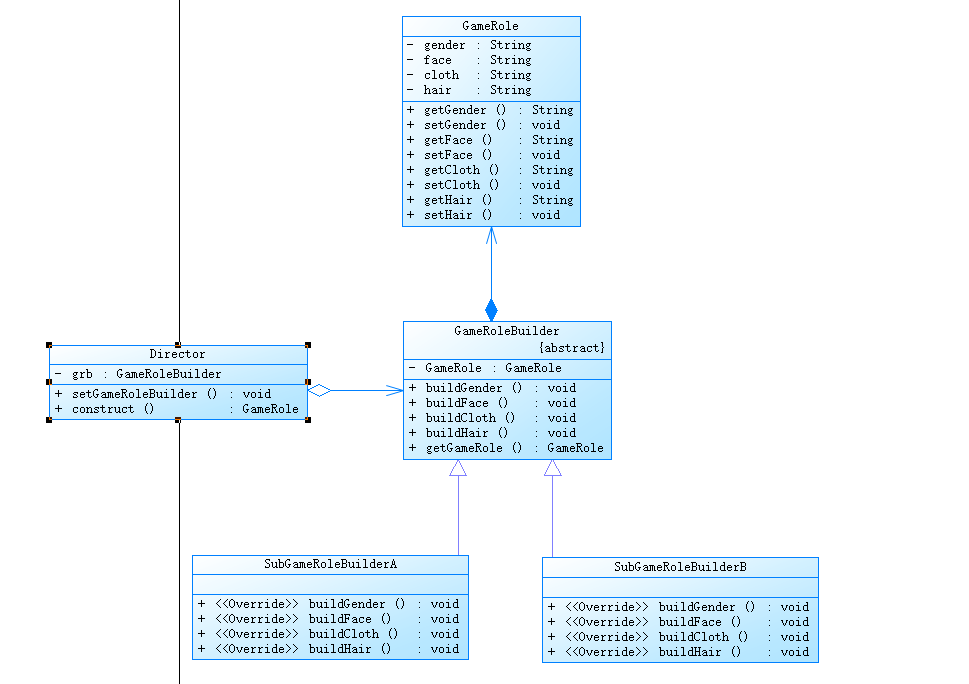 GameRole
- gender : String
- face : String
- cloth : String
- hair : String
+ getGender () : String
+ setGender () : void
+ getFace () : String
+ setFace () : void
+ getCloth () : String
+ setCloth () : void
+ getHair () : String
+ setHair () : void
Director
- grb : GameRoleBuilder
+ setGameRoleBuilder () : void
+ construct () : GameRole
GameRoleBuilder
{abstract}
- GameRole : GameRole
+ buildGender () : void
+ buildFace () : void
+ buildCloth () : void
+ buildHair () : void
+ getGameRole () : GameRole
SubGameRoleBuilderA
+ <<Override>> buildGender () : void
+ <<Override>> buildFace () : void
+ <<Override>> buildCloth () : void
+ <<Override>> buildHair () : void
SubGameRoleBuilderB
+ <<Override>> buildGender () : void
+ <<Override>> buildFace () : void
+ <<Override>> buildCloth () : void
+ <<Override>> buildHair () : void